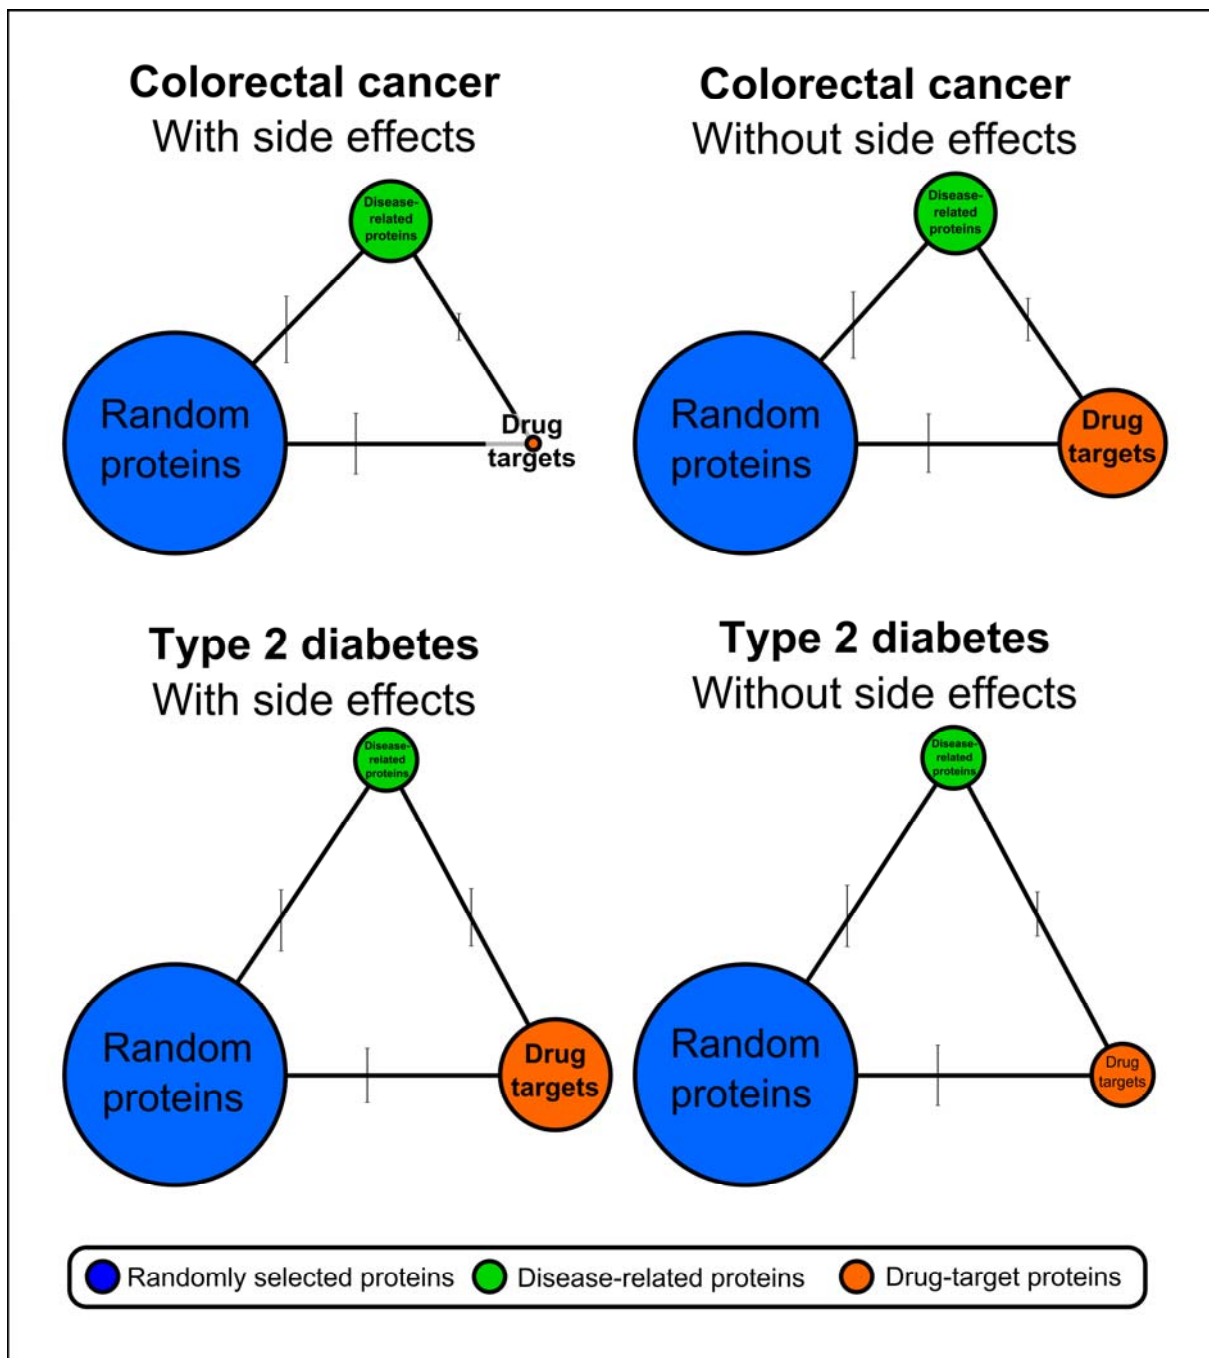 Colorectal cancer
With side effects
Disease-
related
proteins
Random
proteins
Drug
targets
Colorectal cancer
Without side effects
Disease-
related
proteins
Random
proteins
Drug
targets
Type 2 diabetes
With side effects
Disease-
related
proteins
Random
proteins
Drug
targets
Type 2 diabetes
Without side effects
Disease-
related
proteins
Random
proteins
Drug
targets
Randomly selected proteins
Disease-related proteins
Drug-target proteins